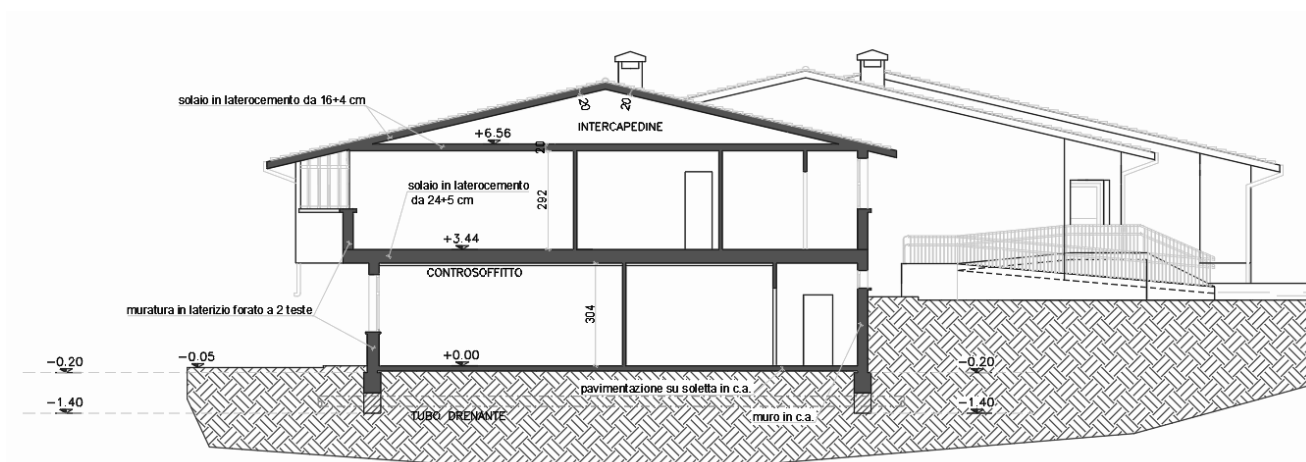 solaio in laterocemento da 16+4 cm
20
20
INTERCAPEDINE
+6.56
20
solaio in laterocemento
da 24+5 cm
292
+3.44
CONTROSOFFITTO
muratura in laterizio forato a 2 teste
304
-0.20
-0.05
+0.00
-0.20
pavimentazione su soletta in c.a.
-1.40
TUBO DRENANTE
muro in c.a.
-1.40